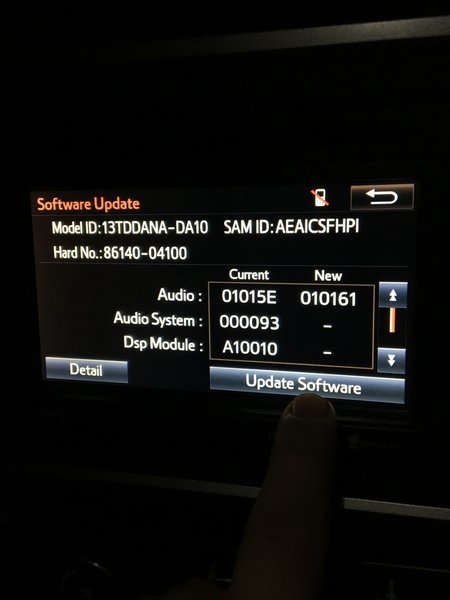 Software Update
Model ID:13TDDANA-DA10 SAM ID:AEAICSFHPI
Hard No.:86140-04100
Current New
Audio : 01015E 010161
Audio System : 000093 -
Dsp Module : A10010 -
Detail
Update Software